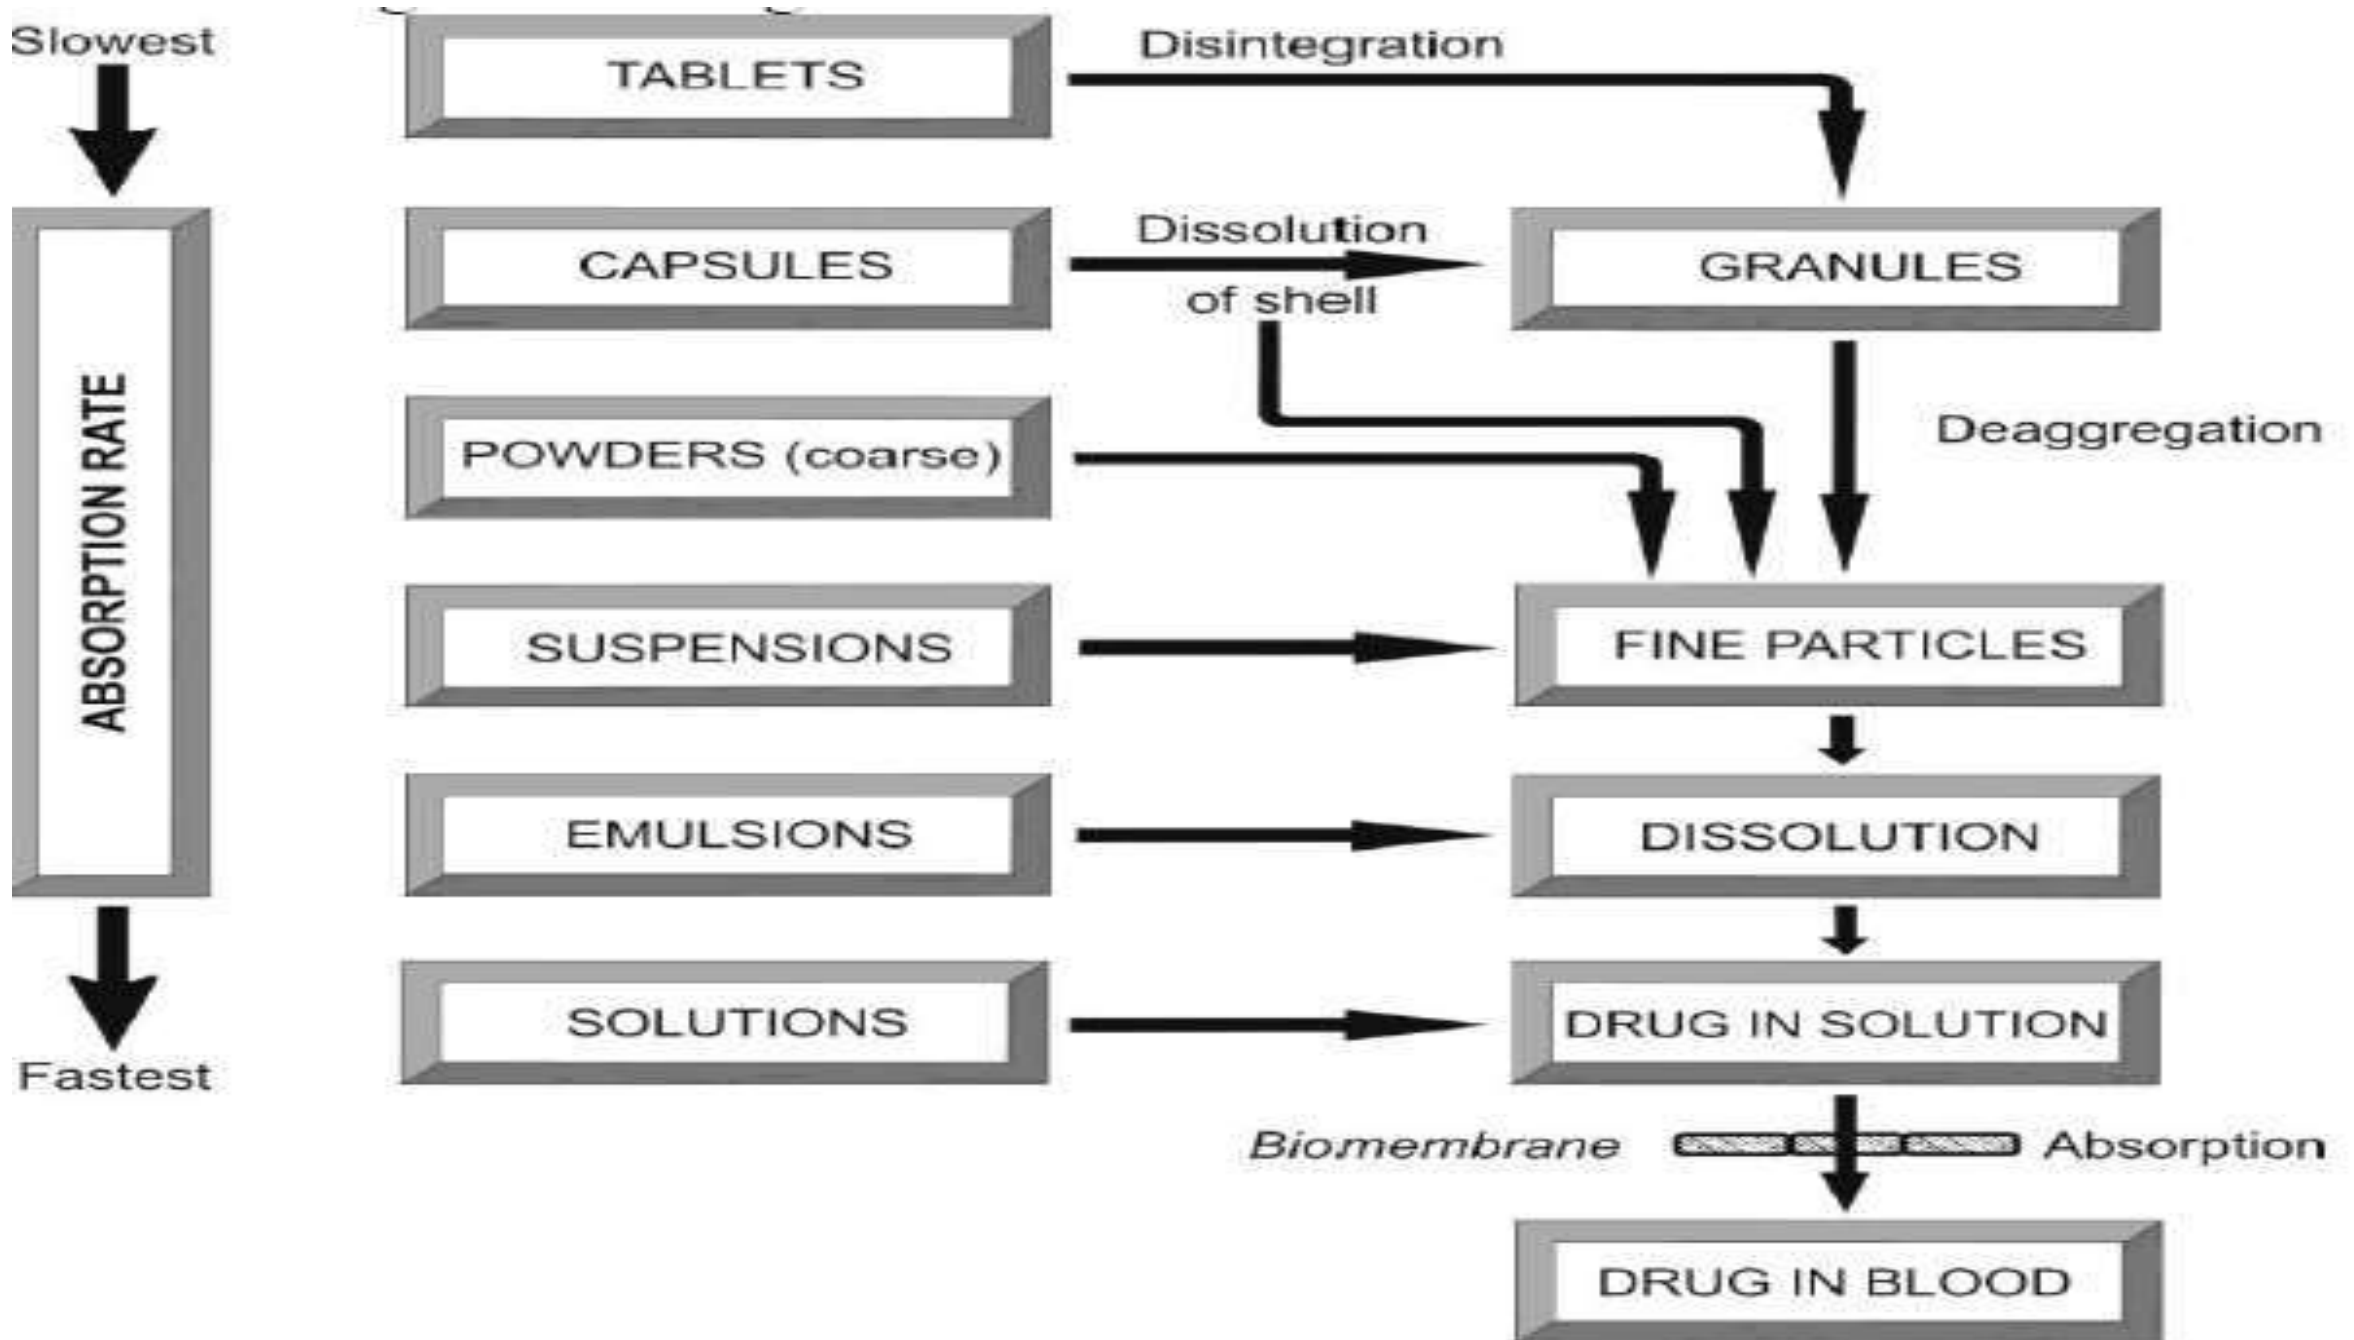 Slowest
TABLETS
Disintegration
CAPSULES
Dissolution
of shell
GRANULES
ABSORPTION RATE
POWDERS (coarse)
Deaggregation
SUSPENSIONS
FINE PARTICLES
EMULSIONS
DISSOLUTION
SOLUTIONS
DRUG IN SOLUTION
Fastest
Biomembrane
Absorption
DRUG IN BLOOD